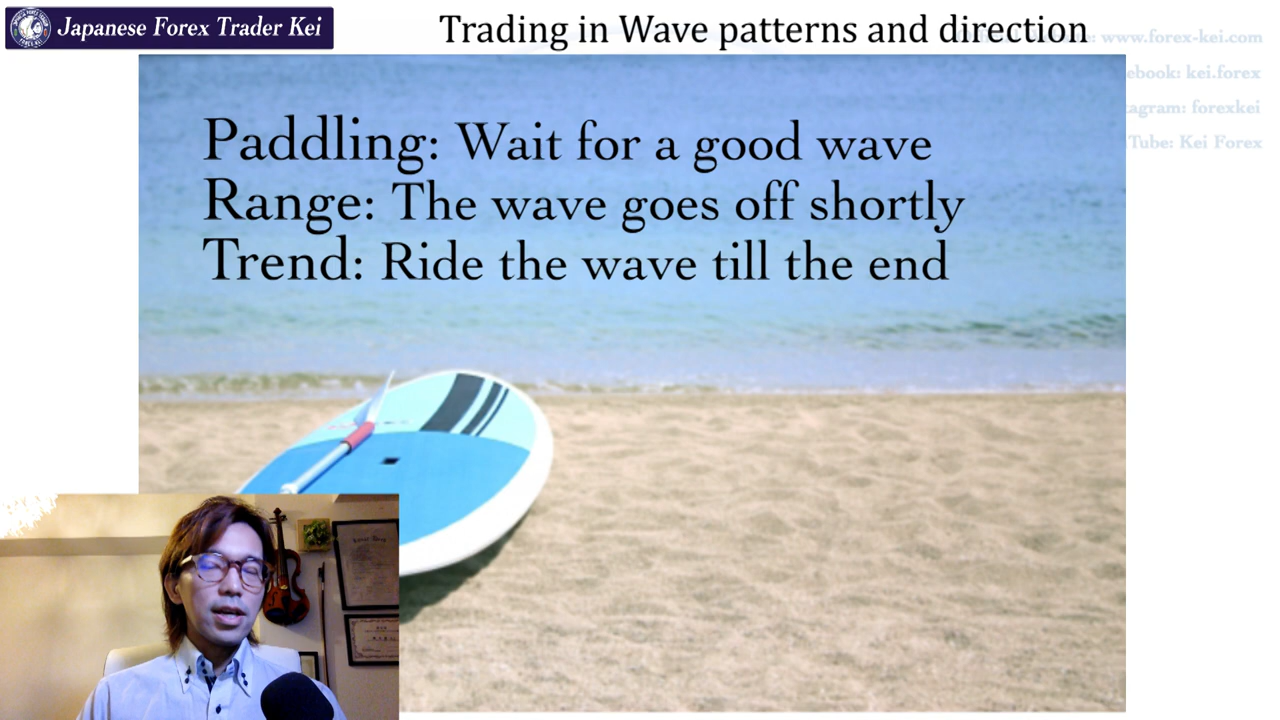 Japanese Forex Trader Kei
Trading in Wave patterns and direction
: www.forex-kei.com
ebook: kei.forex
agram: forexkei
Tube: Kei Forex
Paddling: Wait for a good wave
Range: The wave goes off shortly
Trend: Ride the wave till the end